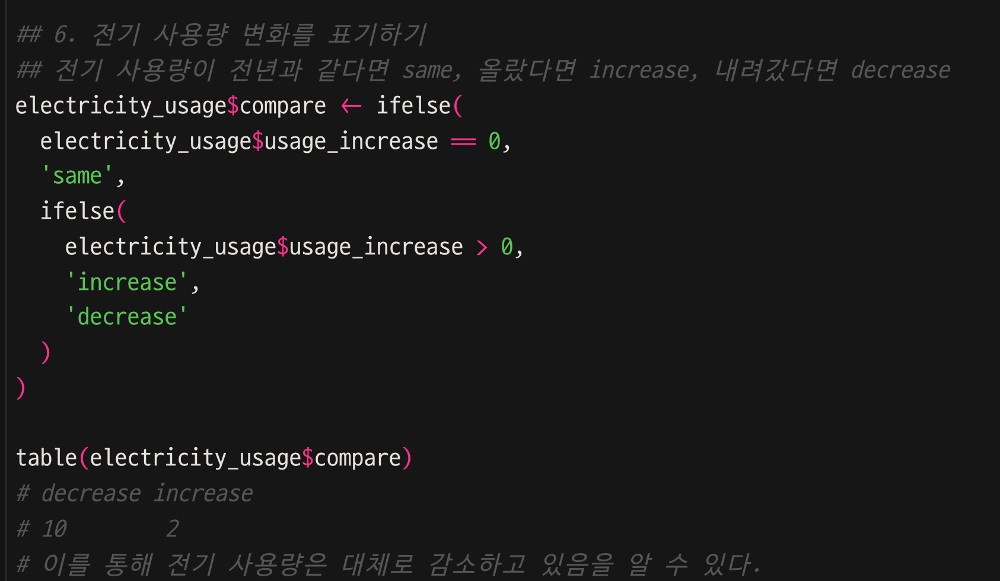 ## 6. 전기 사용량 변화를 표기하기
## 전기 사용량이 전년과 같다면 same, 올랐다면 increase, 내려갔다면 decrease
electricity_usage$compare <- ifelse(
  electricity_usage$usage_increase == 0,
  'same',
  ifelse(
    electricity_usage$usage_increase > 0,
    'increase',
    'decrease'
  )
)
table(electricity_usage$compare)
# decrease increase
# 10        2
# 이를 통해 전기 사용량은 대체로 감소하고 있음을 알 수 있다.